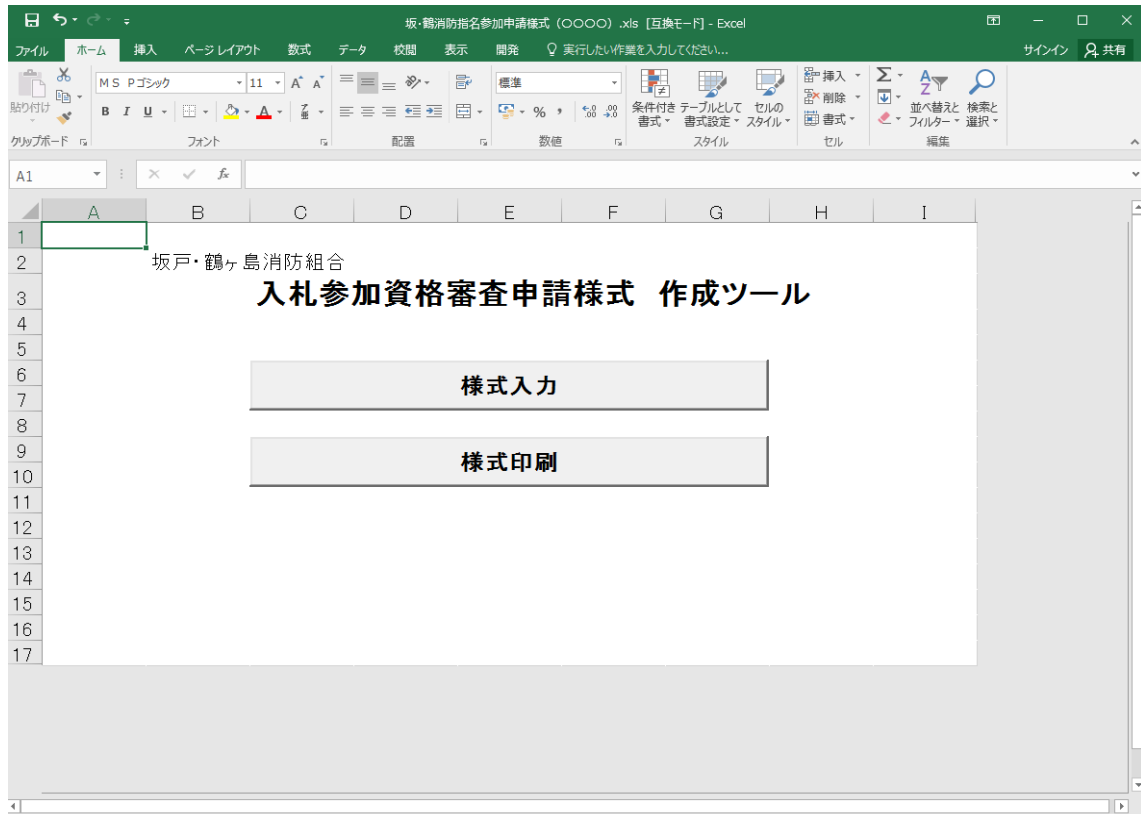 坂・鶴消防指名参加申請様式（〇〇〇〇）.xls [互換モード] - Excel
ファイル ホーム 挿入 ページ レイアウト 数式 データ 校閲 表示 開発 実行したい作業を入力してください... サインイン 共有
貼り付け
ＭＳ Ｐゴシック 11
標準
条件付き書式
テーブルとして書式設定
セルのスタイル
挿入
削除
書式
並べ替えとフィルター
検索と選択
クリップボード フォント 配置 数値 スタイル セル 編集
A1 fx
A B C D E F G H I
1
2 坂戸・鶴ヶ島消防組合
3 入札参加資格審査申請様式 作成ツール
4
5
6 様式入力
7
8
9 様式印刷
10
11
12
13
14
15
16
17